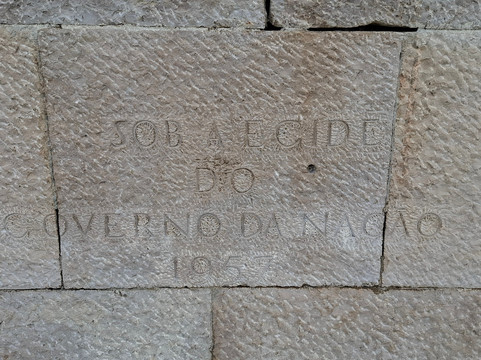 SOB A EGIDE
DO
GOVERNO DA NAÇÃO
1957